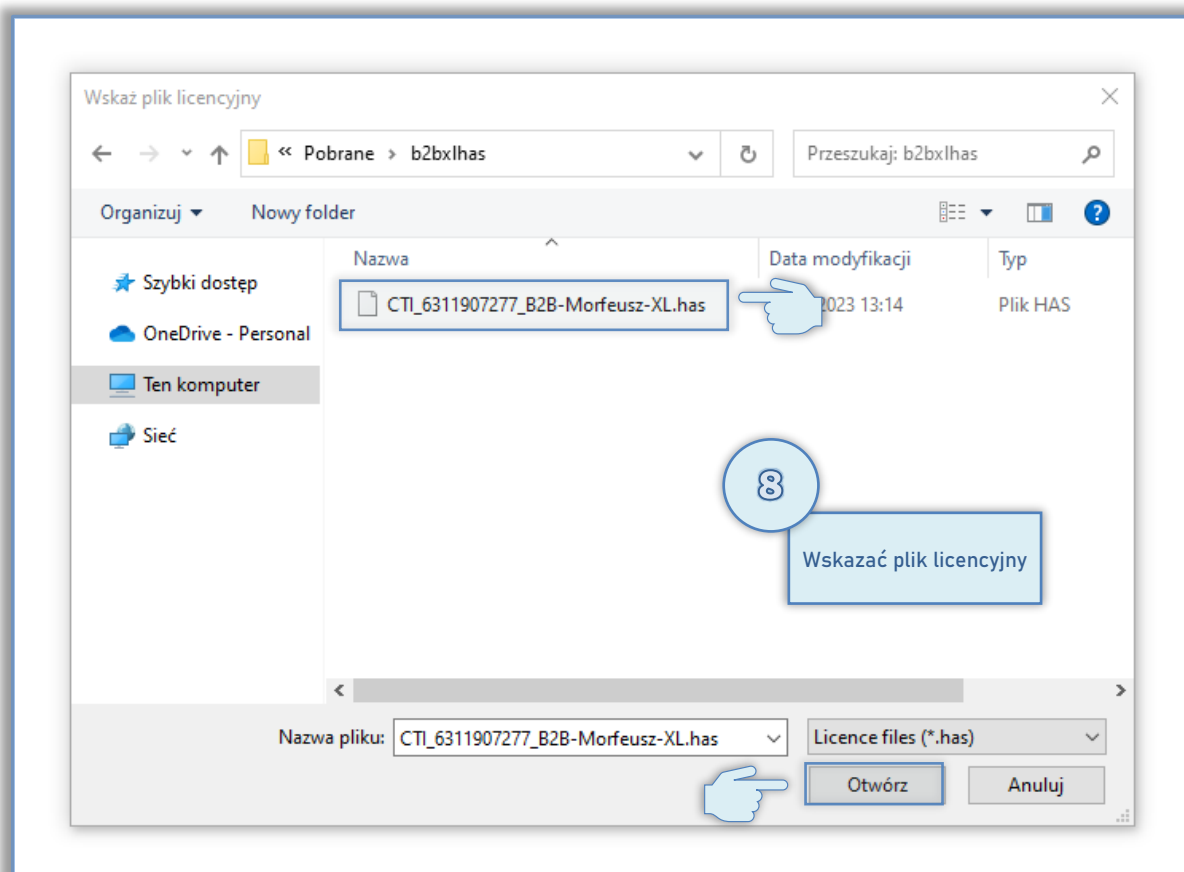 Wskaż plik licencyjny
« Pobrane > b2bxlhas
Przeszukaj: b2bxlhas
Organizuj
Nowy folder
?
Nazwa
Data modyfikacji
Typ
Szybki dostęp
OneDrive - Personal
Ten komputer
Sieć
CTI_6311907277_B2B-Morfeusz-XL.has
2023 13:14
Plik HAS
8
Wskazać plik licencyjny
Nazwa pliku:
CTI_6311907277_B2B-Morfeusz-XL.has
Licence files (*.has)
Otwórz
Anuluj